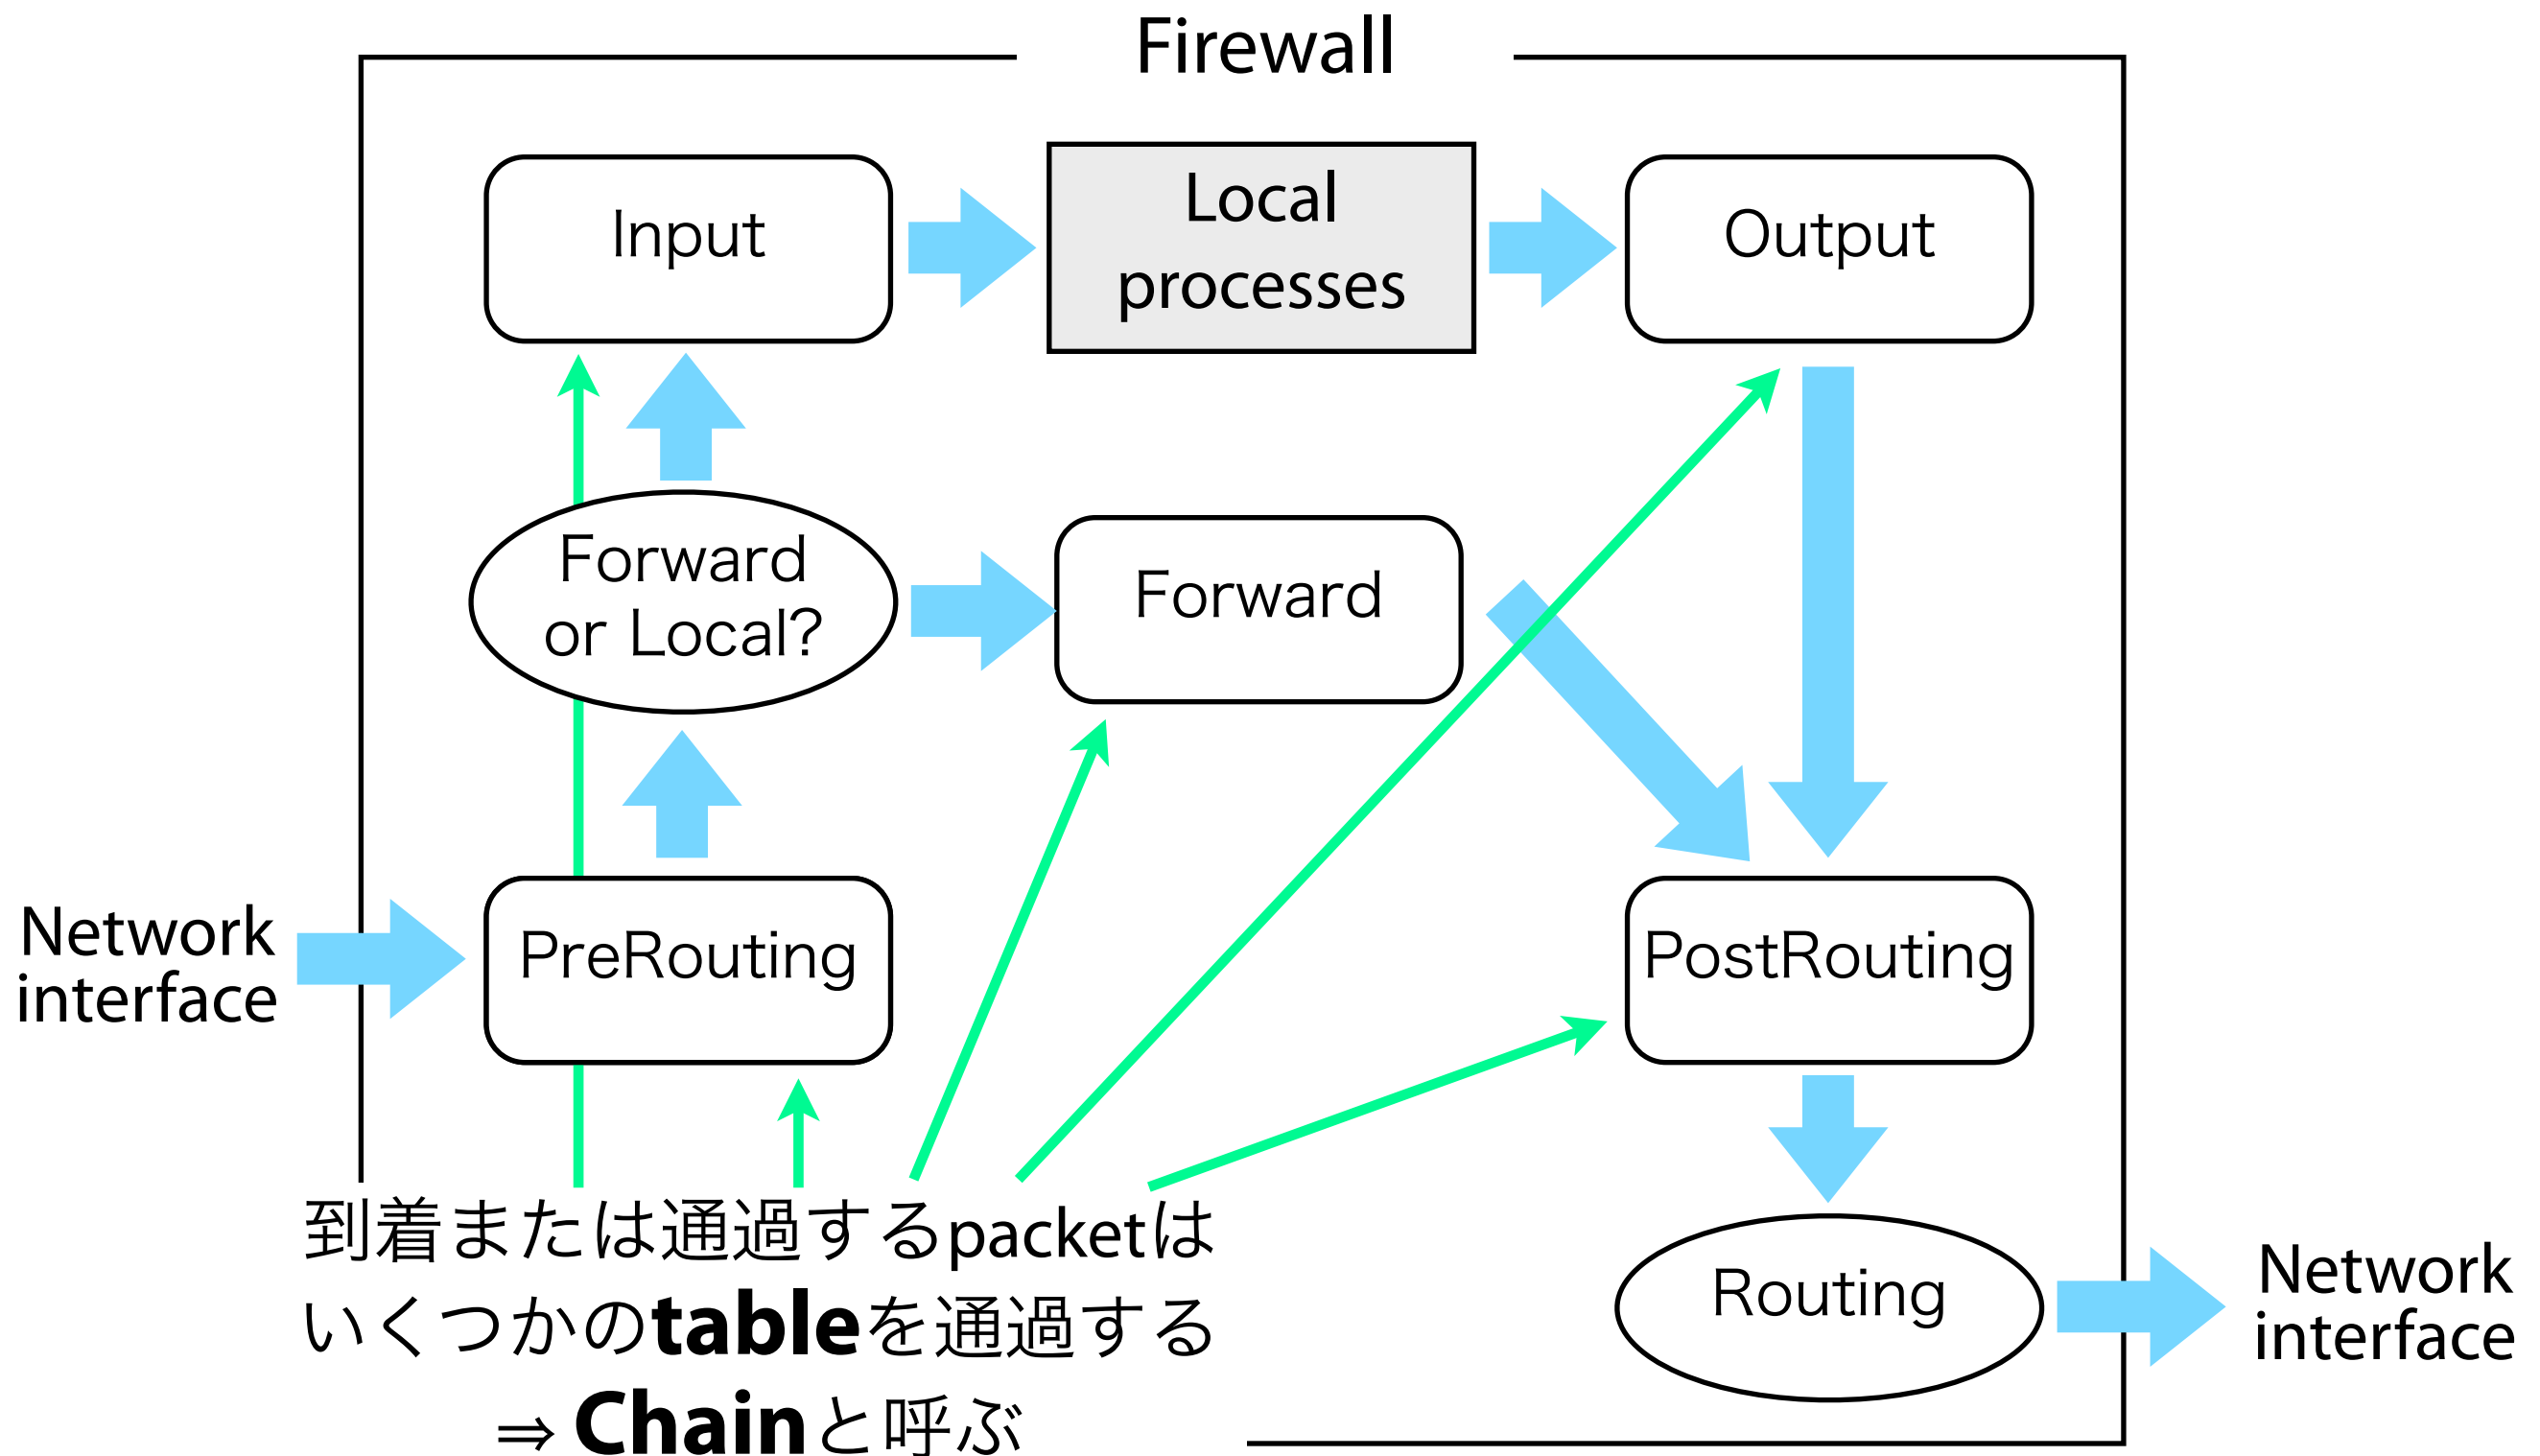 Firewall
Input
Local
processes
Output
Forward
or Local?
Forward
Network
interface
PreRouting
PostRouting
到着または通過するpacketは
いくつかのtableを通過する
⇒ Chainと呼ぶ
Routing
Network
interface